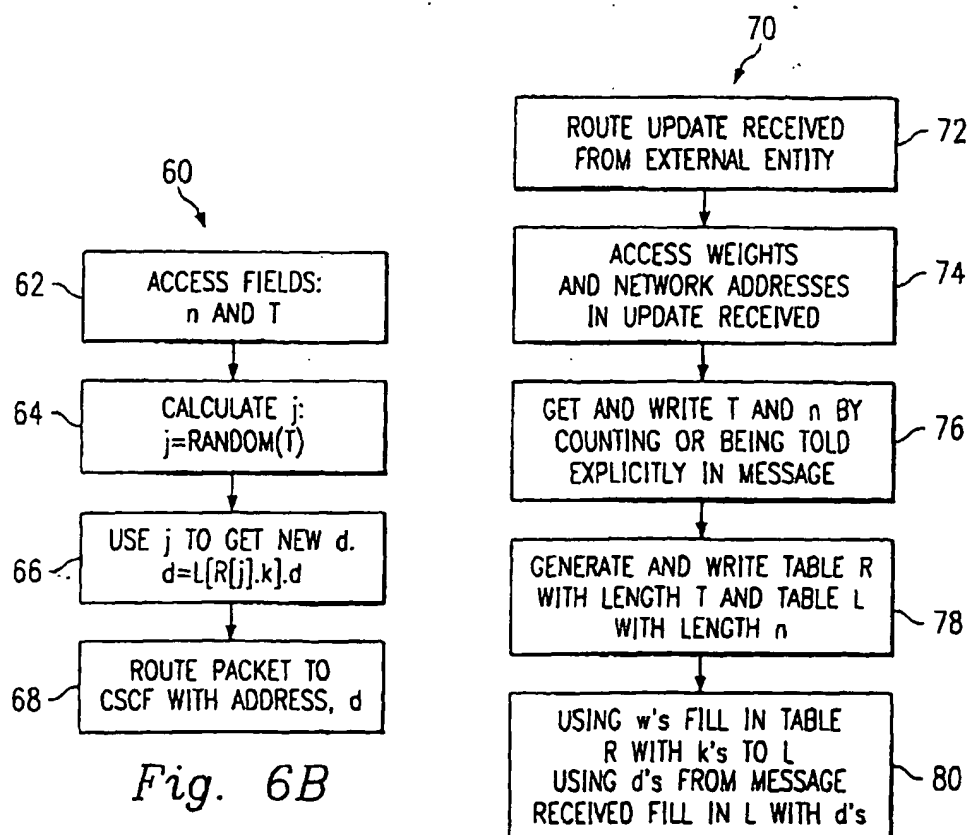 60
62
ACCESS FIELDS:
n AND T
64
CALCULATE j:
j=RANDOM(T)
66
USE j TO GET NEW d.
d=L[R[j].k].d
68
ROUTE PACKET TO
CSCF WITH ADDRESS, d
Fig. 6B
70
ROUTE UPDATE RECEIVED
FROM EXTERNAL ENTITY
72
ACCESS WEIGHTS
AND NETWORK ADDRESSES
IN UPDATE RECEIVED
74
GET AND WRITE T AND n BY
COUNTING OR BEING TOLD
EXPLICITLY IN MESSAGE
76
GENERATE AND WRITE TABLE R
WITH LENGTH T AND TABLE L
WITH LENGTH n
78
USING w'S FILL IN TABLE
R WITH k'S TO L
USING d'S FROM MESSAGE
RECEIVED FILL IN L WITH d'S
80